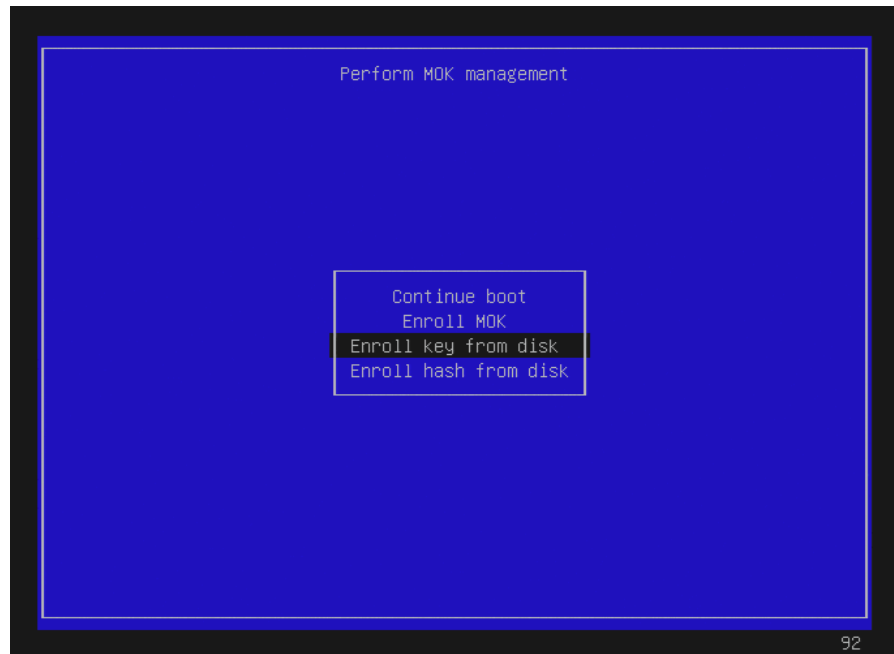 Perform MOK management
Continue boot
Enroll MOK
Enroll key from disk
Enroll hash from disk
92